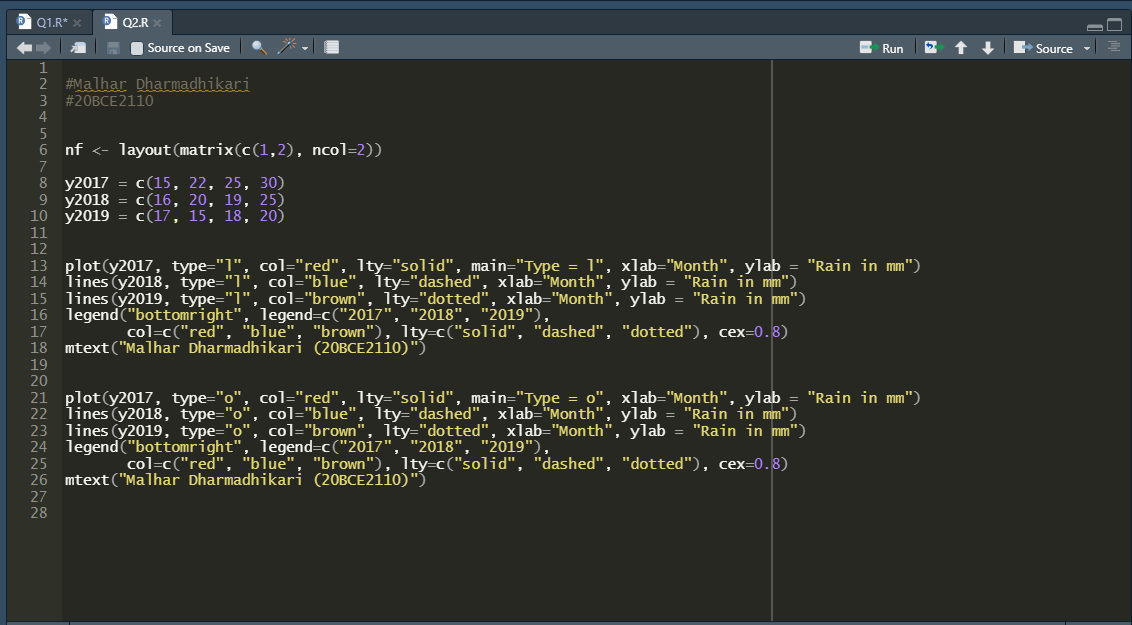 Q1.R*
Q2.R
Source on Save
Run
Source
1
2 #Malhar Dharmadhikari
3 #20BCE2110
4
5
6 nf <- layout(matrix(c(1,2), ncol=2))
7
8 y2017 = c(15, 22, 25, 30)
9 y2018 = c(16, 20, 19, 25)
10 y2019 = c(17, 15, 18, 20)
11
12
13 plot(y2017, type="l", col="red", lty="solid", main="Type = l", xlab="Month", ylab = "Rain in mm")
14 lines(y2018, type="l", col="blue", lty="dashed", xlab="Month", ylab = "Rain in mm")
15 lines(y2019, type="l", col="brown", lty="dotted", xlab="Month", ylab = "Rain in mm")
16 legend("bottomright", legend=c("2017", "2018", "2019"),
17 col=c("red", "blue", "brown"), lty=c("solid", "dashed", "dotted"), cex=0.8)
18 mtext("Malhar Dharmadhikari (20BCE2110)")
19
20
21 plot(y2017, type="o", col="red", lty="solid", main="Type = o", xlab="Month", ylab = "Rain in mm")
22 lines(y2018, type="o", col="blue", lty="dashed", xlab="Month", ylab = "Rain in mm")
23 lines(y2019, type="o", col="brown", lty="dotted", xlab="Month", ylab = "Rain in mm")
24 legend("bottomright", legend=c("2017", "2018", "2019"),
25 col=c("red", "blue", "brown"), lty=c("solid", "dashed", "dotted"), cex=0.8)
26 mtext("Malhar Dharmadhikari (20BCE2110)")
27
28